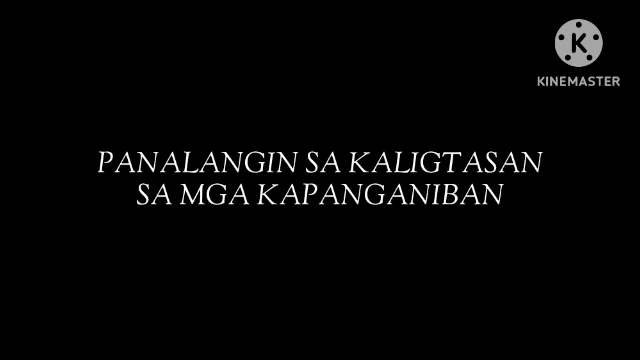 K
KINEMASTER
PANALANGIN SA KALIGTASAN
SA MGA KAPANGANIBAN